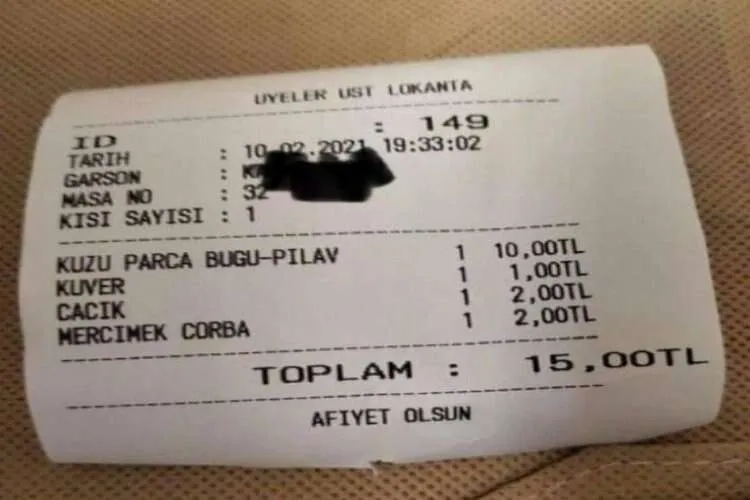 UYELER UST LOKANTA
ID : 149
TARIH : 10.02.2021 19:33:02
GARSON :
MASA NO : 32
KISI SAYISI : 1
KUZU PARCA BUGU-PILAV 1 10,00TL
KUVER 1 1,00TL
CACIK 1 2,00TL
MERCIMEK CORBA 1 2,00TL
TOPLAM : 15,00TL
AFIYET OLSUN